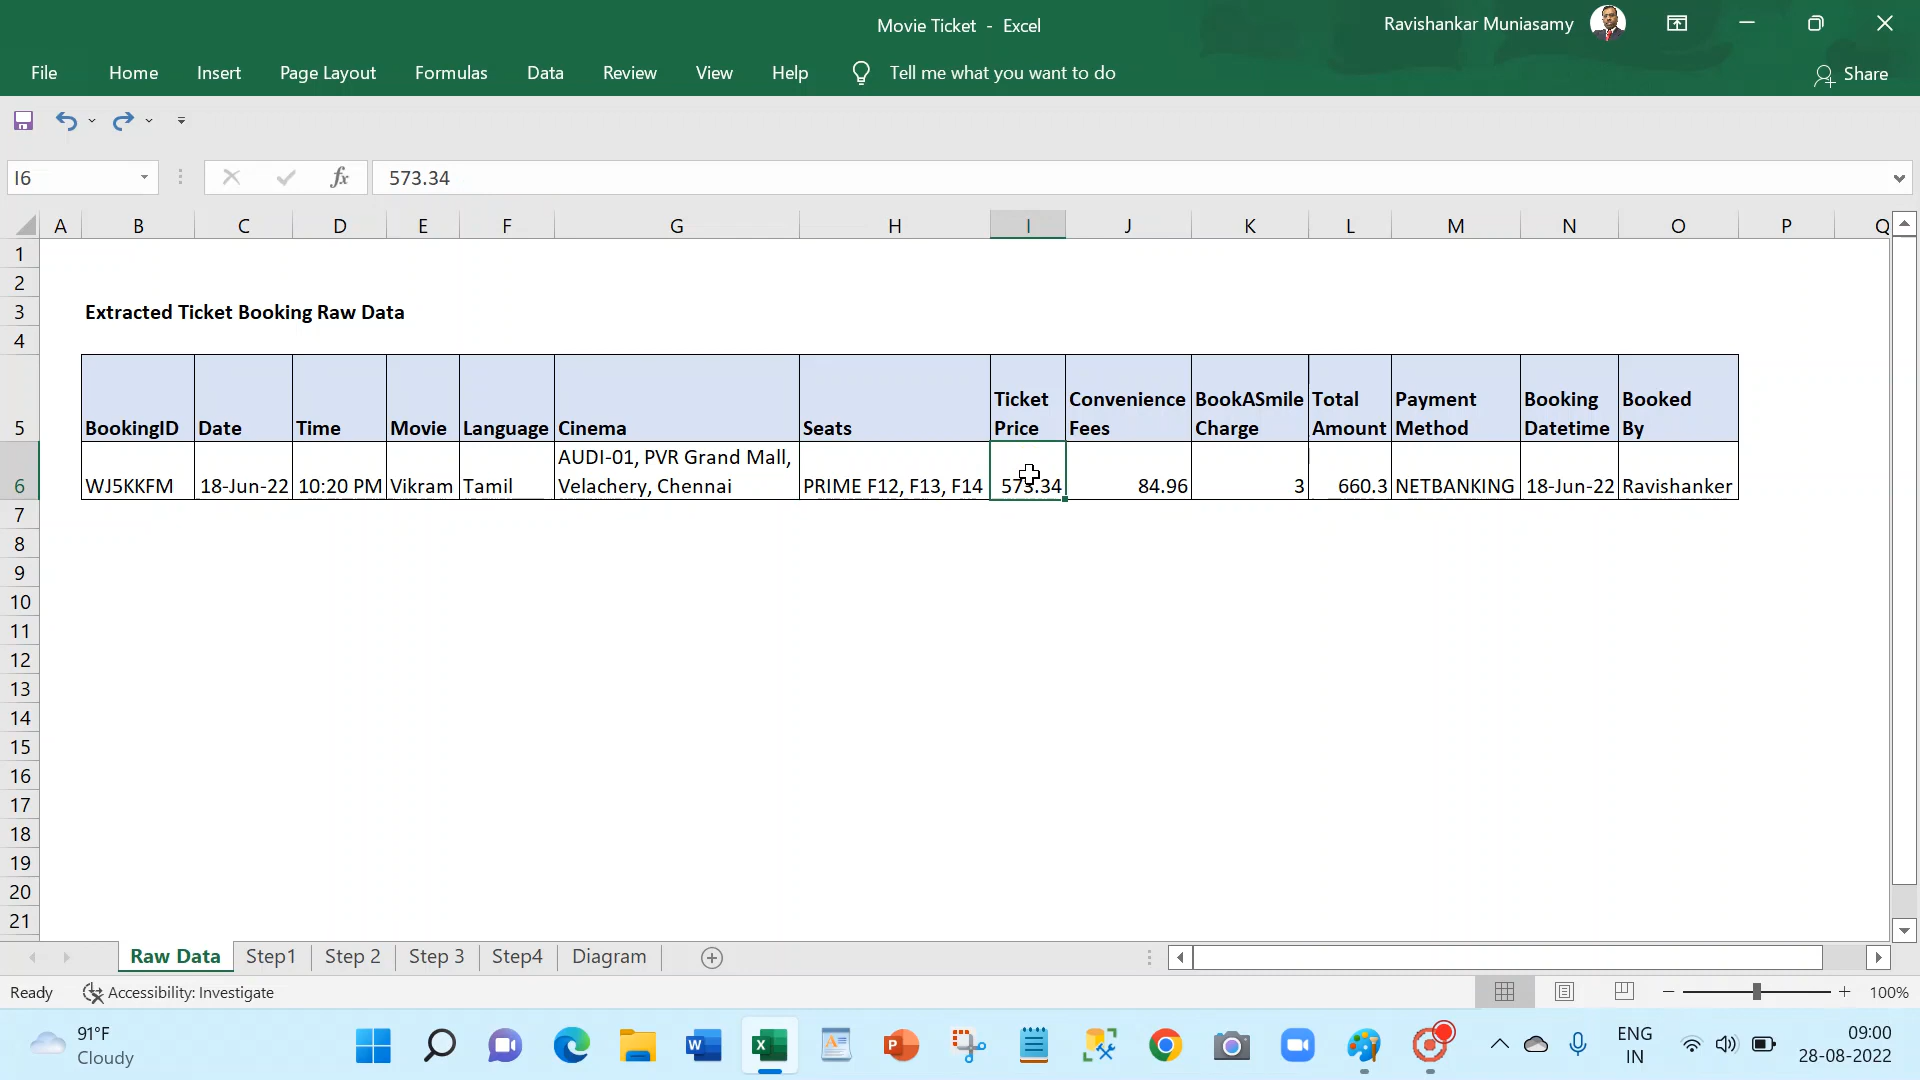 Movie Ticket - Excel
Ravishankar Muniasamy
File Home Insert Page Layout Formulas Data Review View Help Tell me what you want to do
Share
I6
fx
573.34
A B C D E F G H I J K L M N O P Q
1
2
3 Extracted Ticket Booking Raw Data
4
Ticket Convenience BookASmile Total Payment Booking Booked
5 BookingID Date Time Movie Language Cinema Seats Price Fees Charge Amount Method Datetime By
AUDI-01, PVR Grand Mall,
6 WJ5KKFM 18-Jun-22 10:20 PM Vikram Tamil Velachery, Chennai PRIME F12, F13, F14 573.34 84.96 3 660.3 NETBANKING 18-Jun-22 Ravishanker
7
8
9
10
11
12
13
14
15
16
17
18
19
20
21
Raw Data Step1 Step 2 Step 3 Step4 Diagram
Ready Accessibility: Investigate 100%
91°F
Cloudy
W
X
P
ENG
IN
09:00
28-08-2022